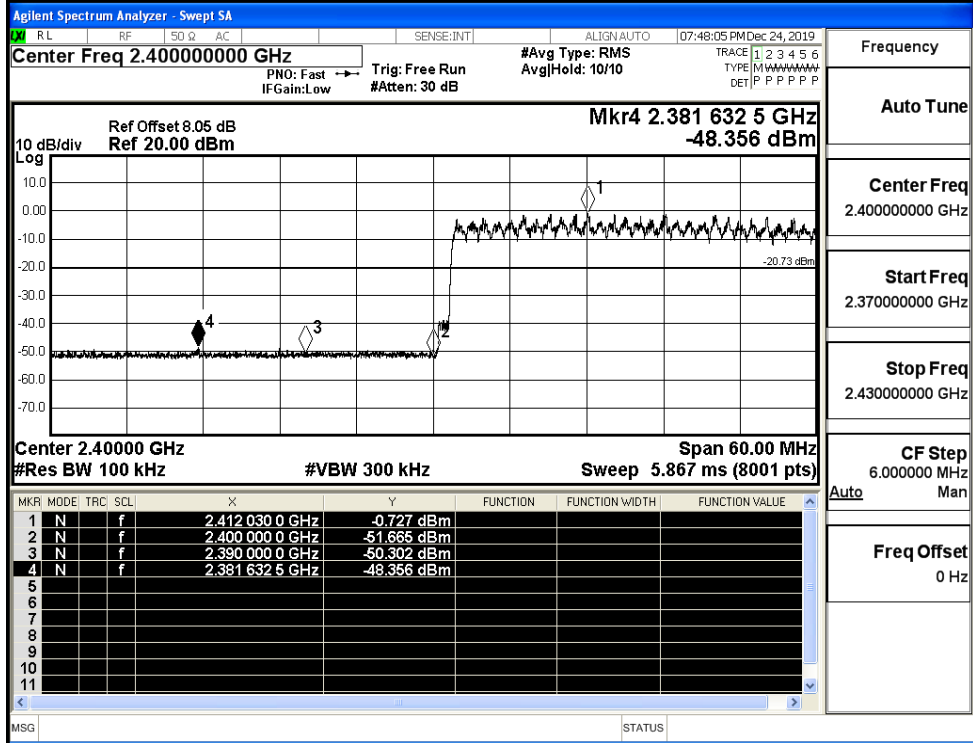 Agilent Spectrum Analyzer - Swept SA
LXI RL RF 50 Ω AC SENSE:INT ALIGN AUTO 07:48:05 PM Dec 24, 2019
Center Freq 2.400000000 GHz
PNO: Fast
IFGain:Low
Trig: Free Run
#Atten: 30 dB
#Avg Type: RMS
Avg|Hold: 10/10
TRACE 1 2 3 4 5 6
TYPE M WWWWW
DET P P P P P P
Mkr4 2.381 632 5 GHz
-48.356 dBm
Ref Offset 8.05 dB
10 dB/div Ref 20.00 dBm
Log
10.0
0.00
-10.0
-20.0
-30.0
-40.0
-50.0
-60.0
-70.0
1
-20.73 dBm
4
3
2
Center 2.40000 GHz Span 60.00 MHz
#Res BW 100 kHz #VBW 300 kHz Sweep 5.867 ms (8001 pts)
MKR MODE TRC SCL X Y FUNCTION FUNCTION WIDTH FUNCTION VALUE
1 N f 2.412 030 0 GHz -0.727 dBm
2 N f 2.400 000 0 GHz -51.665 dBm
3 N f 2.390 000 0 GHz -50.302 dBm
4 N f 2.381 632 5 GHz -48.356 dBm
5
6
7
8
9
10
11
MSG STATUS
Frequency
Auto Tune
Center Freq
2.400000000 GHz
Start Freq
2.370000000 GHz
Stop Freq
2.430000000 GHz
CF Step
6.000000 MHz
Auto Man
Freq Offset
0 Hz